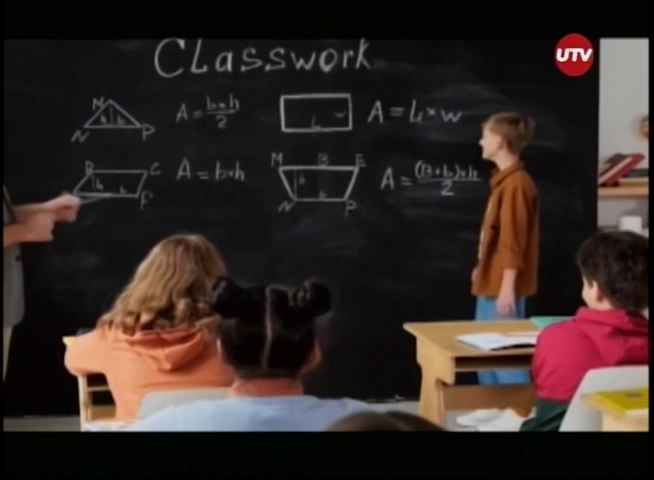 UTV
Classwork
M
h
b
N
P
A = b×h/2
L
w
A = L×w
B
C
h
b
F
A = b×h
M
B
E
h
b
N
P
A = (B+b)×h/2